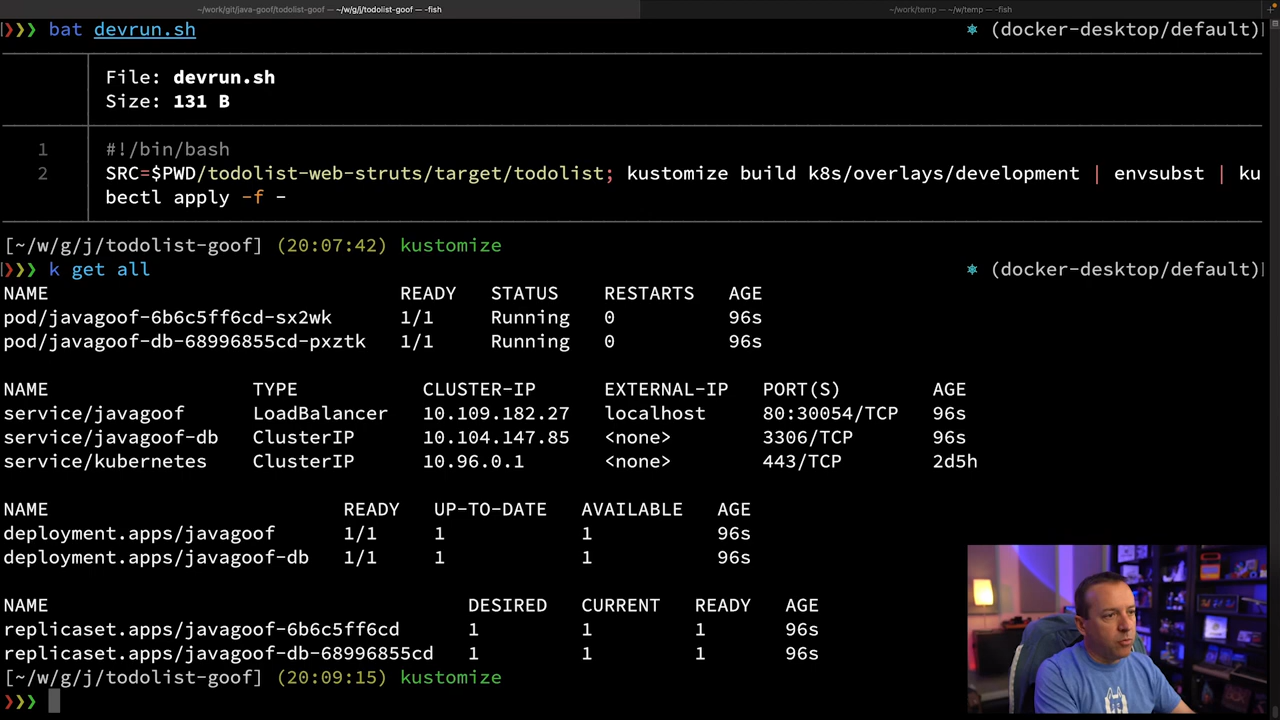 ~/work/git/java-goof/todolist-goof — ~/w/g/j/todolist-goof — -fish
~/work/temp — ~/w/temp — -fish
❯❯❯ bat devrun.sh ⎈ (docker-desktop/default)
File: devrun.sh
Size: 131 B
1 #!/bin/bash
2 SRC=$PWD/todolist-web-struts/target/todolist; kustomize build k8s/overlays/development | envsubst | ku
bectl apply -f -
[~/w/g/j/todolist-goof] (20:07:42) kustomize
❯❯❯ k get all ⎈ (docker-desktop/default)
NAME READY STATUS RESTARTS AGE
pod/javagoof-6b6c5ff6cd-sx2wk 1/1 Running 0 96s
pod/javagoof-db-68996855cd-pxztk 1/1 Running 0 96s
NAME TYPE CLUSTER-IP EXTERNAL-IP PORT(S) AGE
service/javagoof LoadBalancer 10.109.182.27 localhost 80:30054/TCP 96s
service/javagoof-db ClusterIP 10.104.147.85 <none> 3306/TCP 96s
service/kubernetes ClusterIP 10.96.0.1 <none> 443/TCP 2d5h
NAME READY UP-TO-DATE AVAILABLE AGE
deployment.apps/javagoof 1/1 1 1 96s
deployment.apps/javagoof-db 1/1 1 1 96s
NAME DESIRED CURRENT READY AGE
replicaset.apps/javagoof-6b6c5ff6cd 1 1 1 96s
replicaset.apps/javagoof-db-68996855cd 1 1 1 96s
[~/w/g/j/todolist-goof] (20:09:15) kustomize
❯❯❯